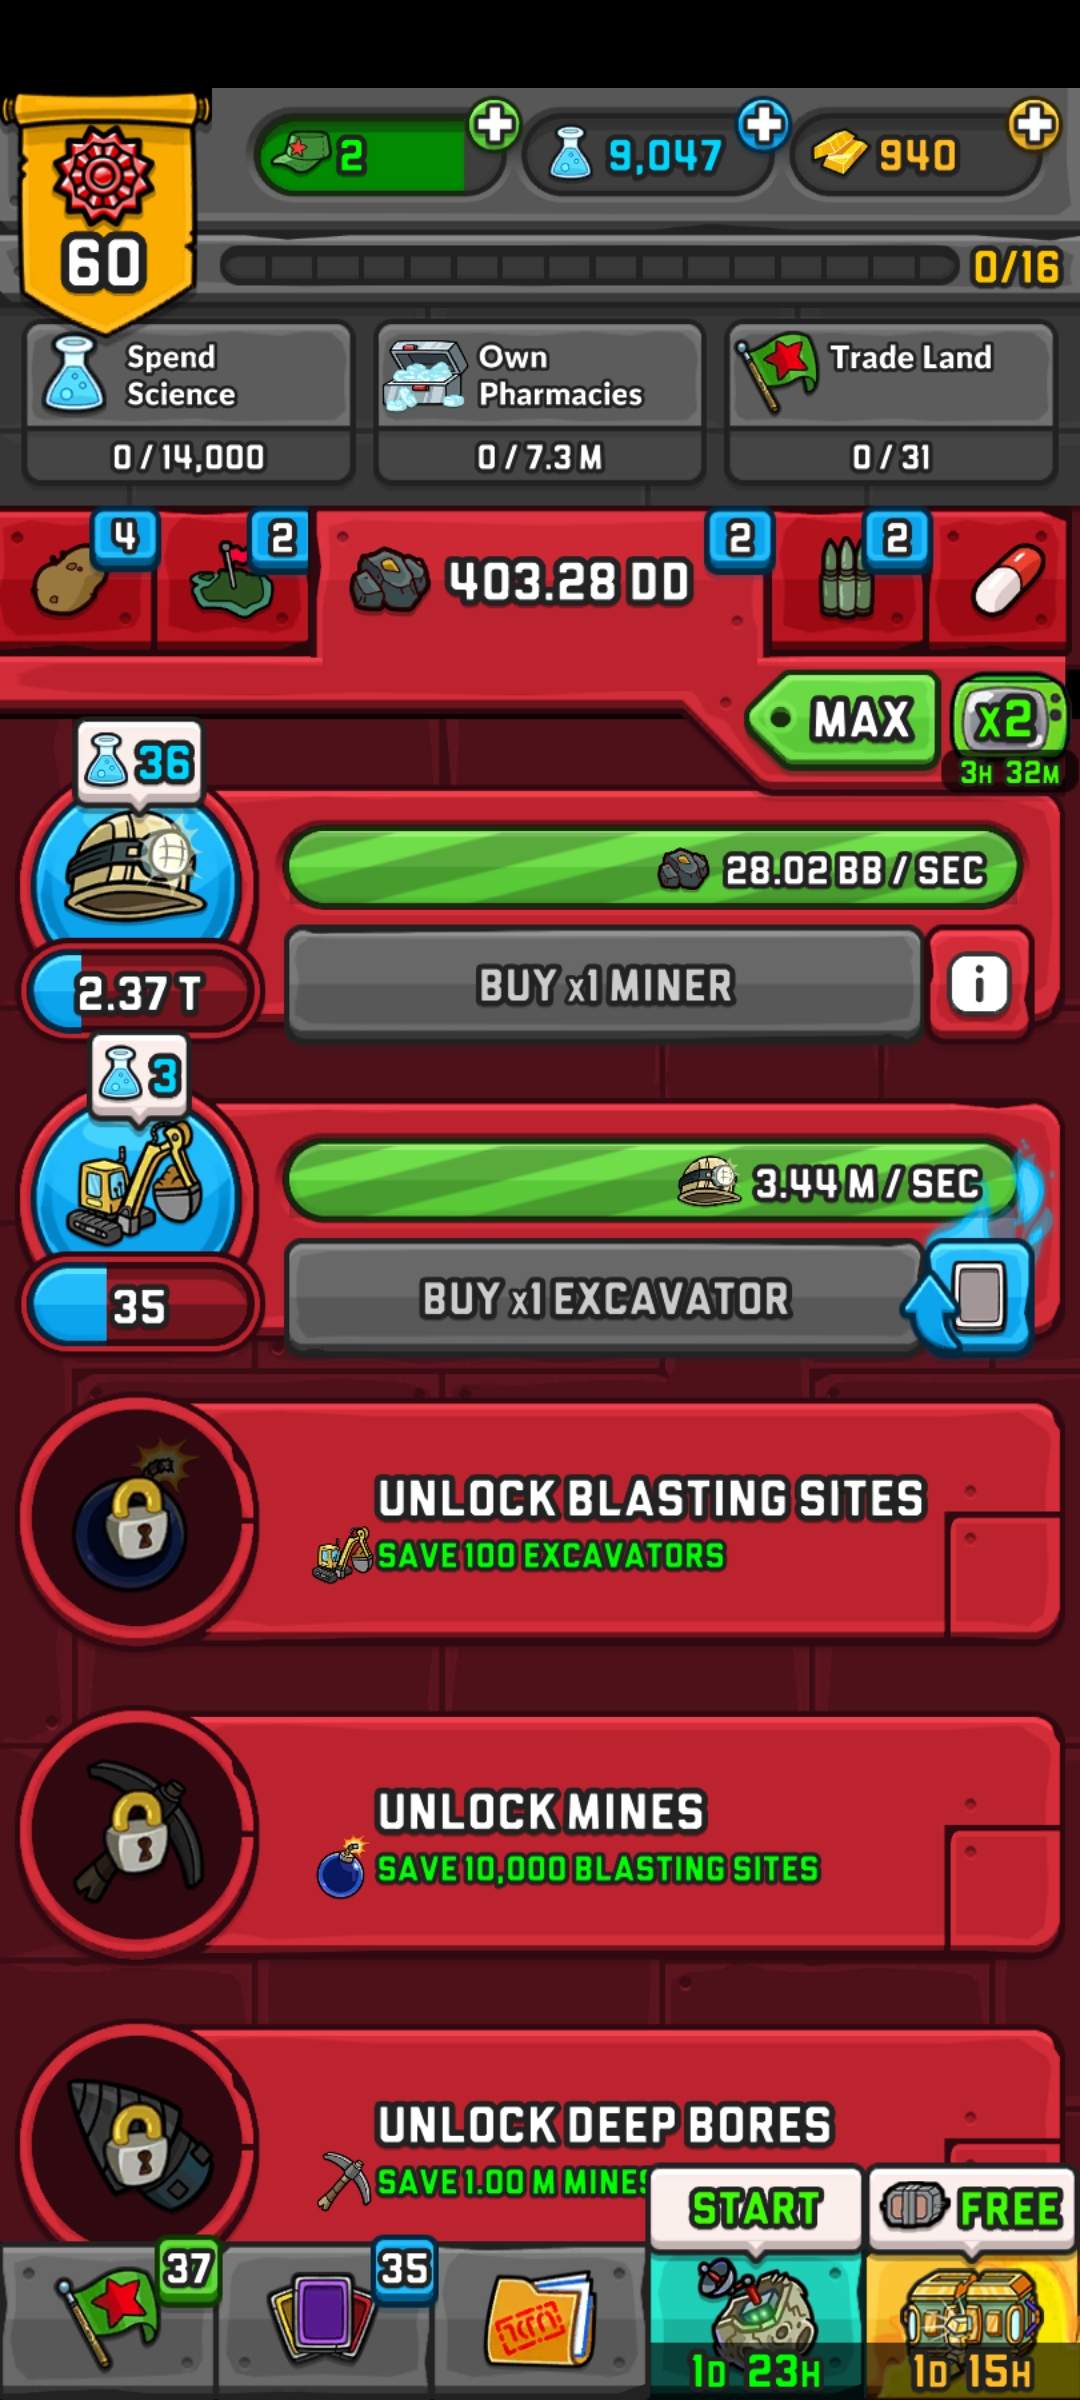 2
9,047
940
60
0/16
Spend
Science
0/14,000
Own
Pharmacies
0/7.3 M
Trade Land
0/31
4
2
403.28 DD
2
2
MAX
x2
3H 32M
36
28.02 BB / SEC
2.37 T
BUY x1 MINER
i
3
3.44 M / SEC
35
BUY x1 EXCAVATOR
UNLOCK BLASTING SITES
SAVE 100 EXCAVATORS
UNLOCK MINES
SAVE 10,000 BLASTING SITES
UNLOCK DEEP BORES
SAVE 1.00 M MINES
START
FREE
37
35
1D 23H
1D 15H